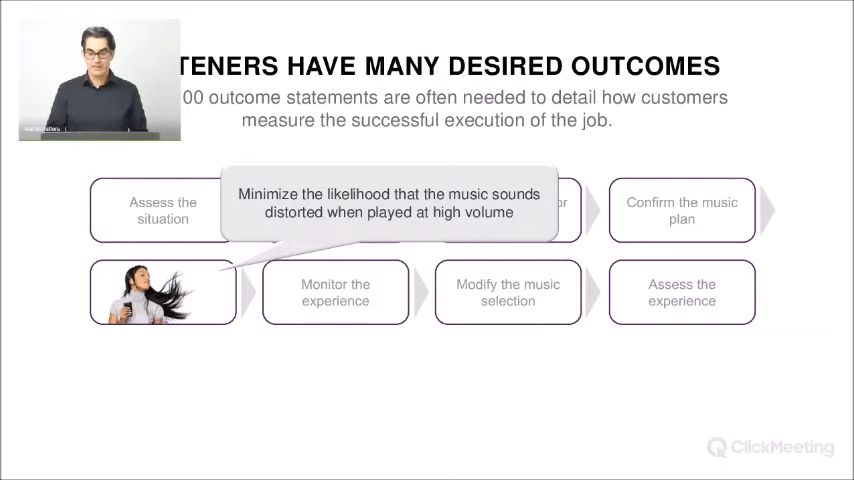 TENERS HAVE MANY DESIRED OUTCOMES
00 outcome statements are often needed to detail how customers
measure the successful execution of the job.
Assess the
situation
Minimize the likelihood that the music sounds
distorted when played at high volume
or
Confirm the music
plan
Monitor the
experience
Modify the music
selection
Assess the
experience
ClickMeeting